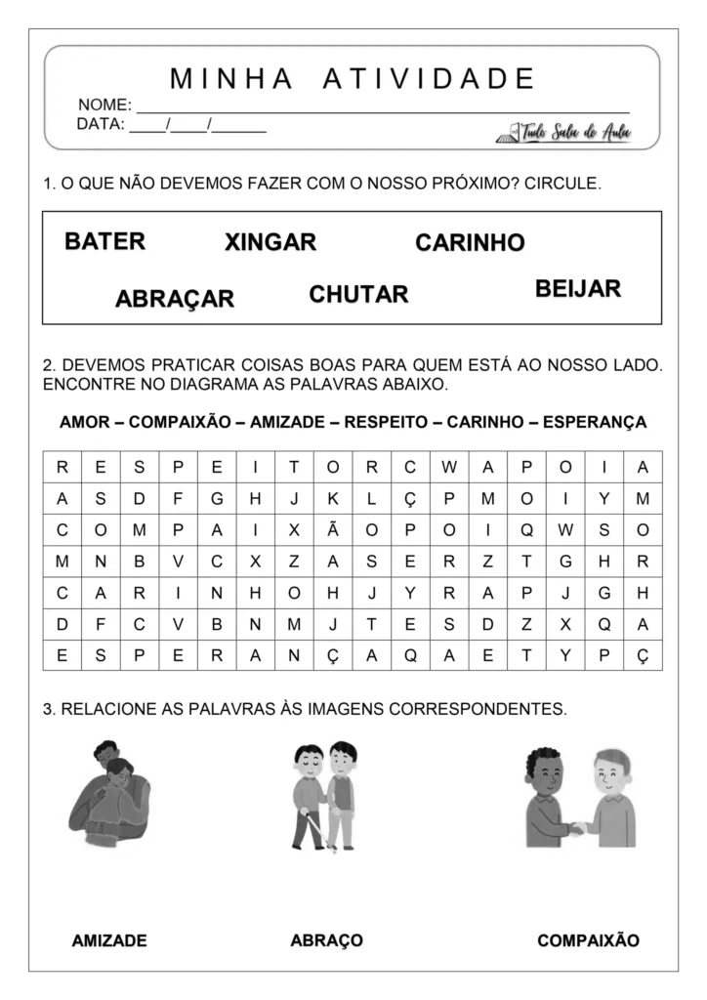 MINHA ATIVIDADE
NOME: ___
DATA: ____/____/______
Tudo Sala de Aula
1. O QUE NÃO DEVEMOS FAZER COM O NOSSO PRÓXIMO? CIRCULE.
BATER XINGAR CARINHO
ABRAÇAR CHUTAR BEIJAR
2. DEVEMOS PRATICAR COISAS BOAS PARA QUEM ESTÁ AO NOSSO LADO.
ENCONTRE NO DIAGRAMA AS PALAVRAS ABAIXO.
AMOR – COMPAIXÃO – AMIZADE – RESPEITO – CARINHO – ESPERANÇA
R E S P E I T O R C W A P O I A
A S D F G H J K L Ç P M O I Y M
C O M P A I X Ã O P O I Q W S O
M N B V C X Z A S E R Z T G H R
C A R I N H O H J Y R A P J G H
D F C V B N M J T E S D Z X Q A
E S P E R A N Ç A Q A E T Y P Ç
3. RELACIONE AS PALAVRAS ÀS IMAGENS CORRESPONDENTES.
AMIZADE ABRAÇO COMPAIXÃO